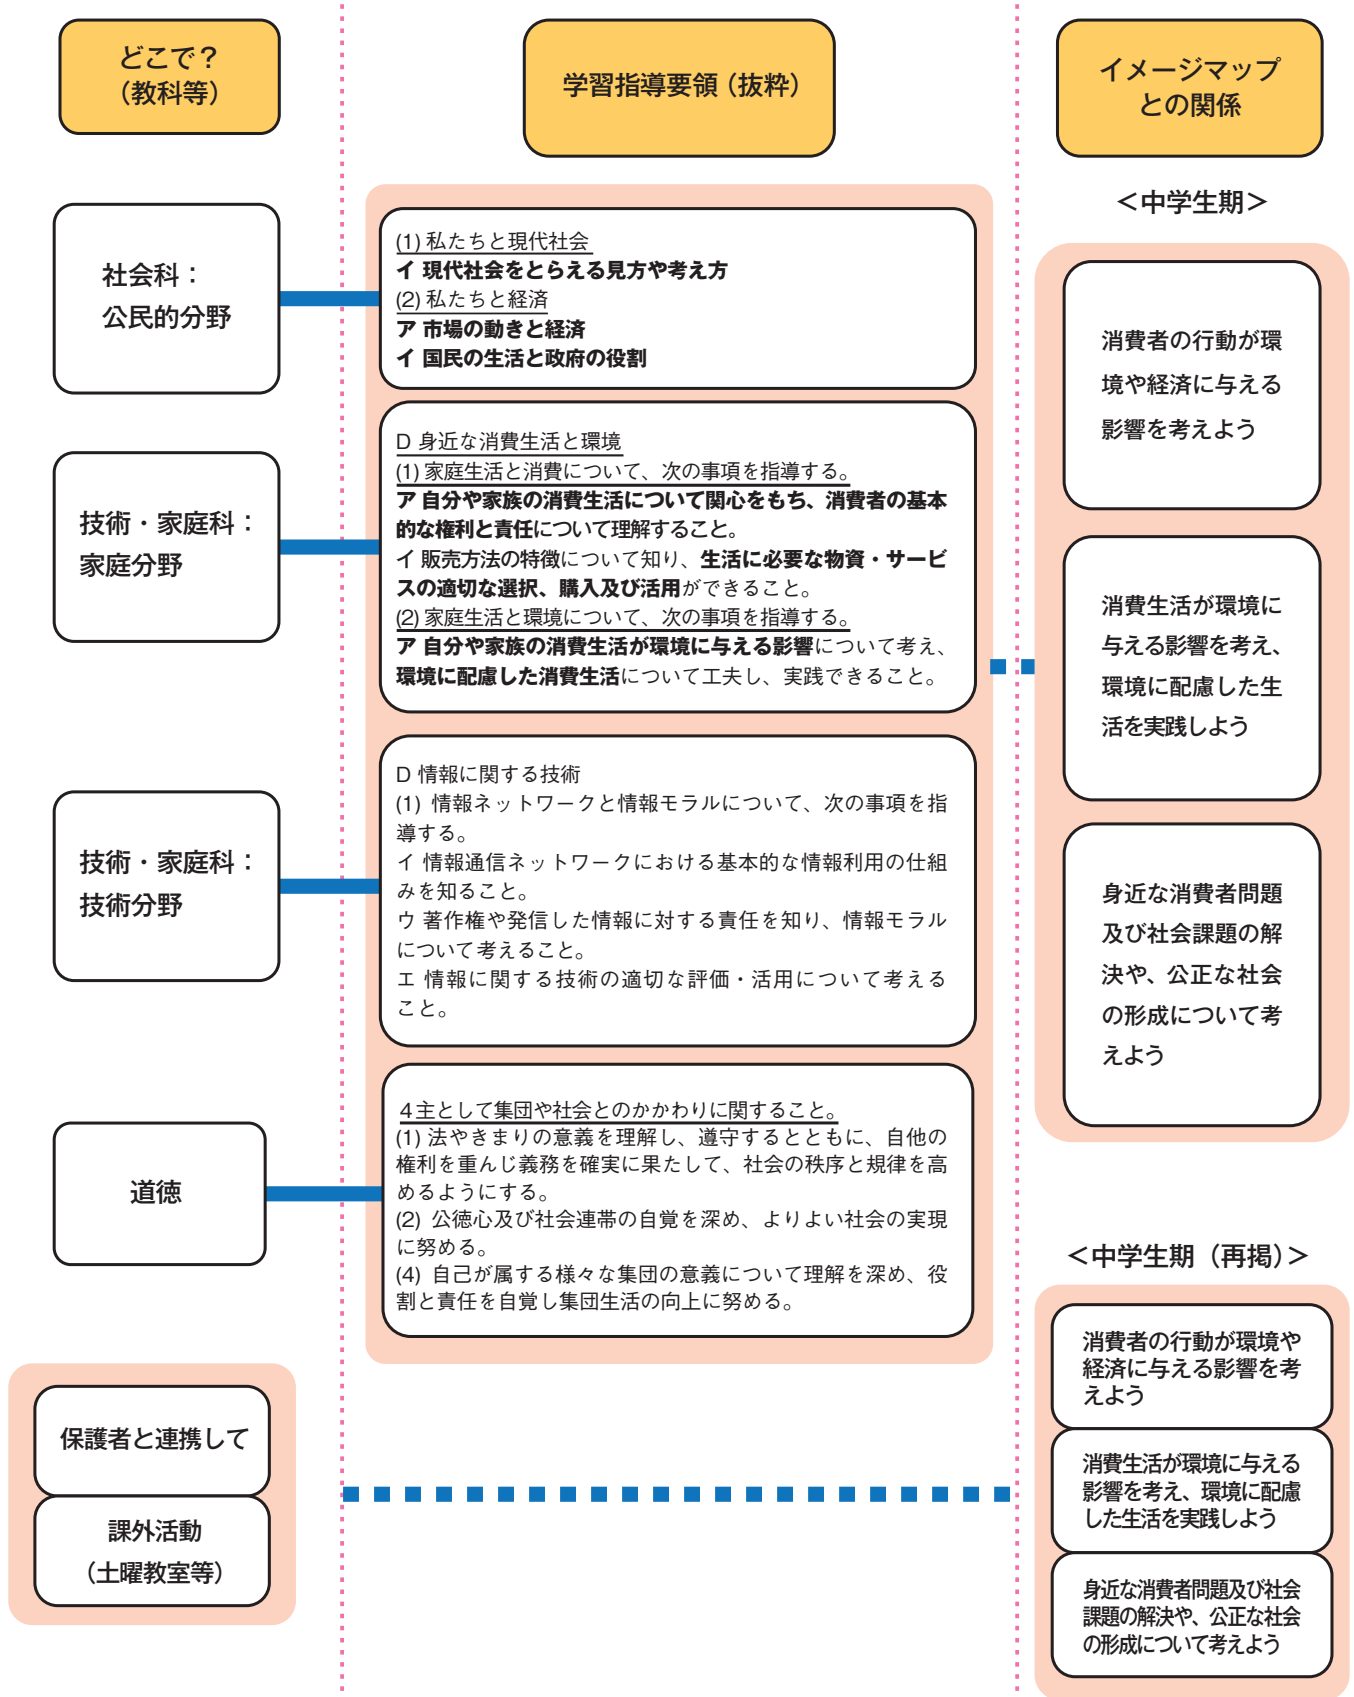 どこで？
（教科等）
学習指導要領（抜粋）
イメージマップ
との関係
社会科：
公民的分野
(1) 私たちと現代社会
イ 現代社会をとらえる見方や考え方
(2) 私たちと経済
ア 市場の動きと経済
イ 国民の生活と政府の役割
技術・家庭科：
家庭分野
D 身近な消費生活と環境
(1) 家庭生活と消費について、次の事項を指導する。
ア 自分や家族の消費生活について関心をもち、消費者の基本
的な権利と責任について理解すること。
イ 販売方法の特徴について知り、生活に必要な物資・サービ
スの適切な選択、購入及び活用ができること。
(2) 家庭生活と環境について、次の事項を指導する。
ア 自分や家族の消費生活が環境に与える影響について考え、
環境に配慮した消費生活について工夫し、実践できること。
技術・家庭科：
技術分野
D 情報に関する技術
(1) 情報ネットワークと情報モラルについて、次の事項を指
導する。
イ 情報通信ネットワークにおける基本的な情報利用の仕組
みを知ること。
ウ 著作権や発信した情報に対する責任を知り、情報モラル
について考えること。
エ 情報に関する技術の適切な評価・活用について考える
こと。
道徳
４主として集団や社会とのかかわりに関すること。
(1) 法やきまりの意義を理解し、遵守するとともに、自他の
権利を重んじ義務を確実に果たして、社会の秩序と規律を高
めるようにする。
(2) 公徳心及び社会連帯の自覚を深め、よりよい社会の実現
に努める。
(4) 自己が属する様々な集団の意義について理解を深め、役
割と責任を自覚し集団生活の向上に努める。
＜中学生期＞
消費者の行動が環
境や経済に与える
影響を考えよう
消費生活が環境に
与える影響を考え、
環境に配慮した生
活を実践しよう
身近な消費者問題
及び社会課題の解
決や、公正な社会
の形成について考
えよう
保護者と連携して
課外活動
（土曜教室等）
＜中学生期（再掲）＞
消費者の行動が環境や
経済に与える影響を考
えよう
消費生活が環境に与える
影響を考え、環境に配慮
した生活を実践しよう
身近な消費者問題及び社会
課題の解決や、公正な社会
の形成について考えよう